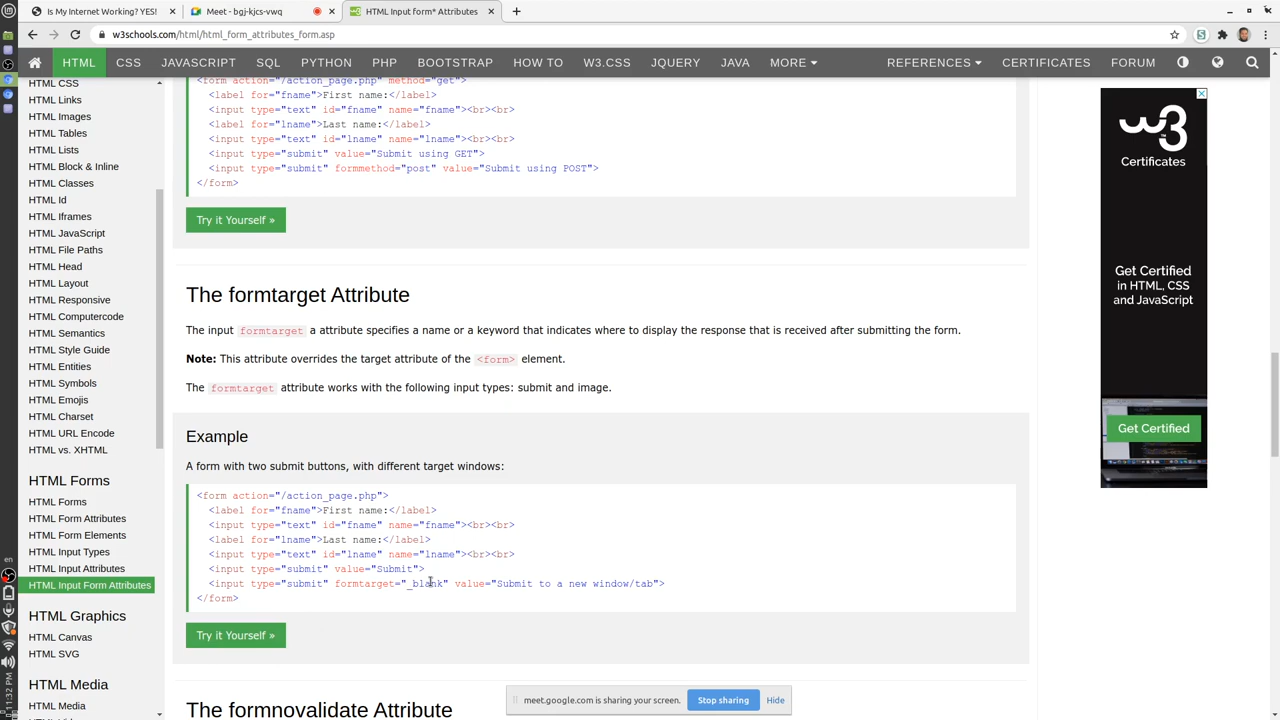 Is My Internet Working? YES!
Meet - bgj-kjcs-vwq
HTML Input form* Attributes
w3schools.com/html/html_form_attributes_form.asp
HTML CSS JAVASCRIPT SQL PYTHON PHP BOOTSTRAP HOW TO W3.CSS JQUERY JAVA MORE REFERENCES CERTIFICATES FORUM
HTML CSS
HTML Links
HTML Images
HTML Tables
HTML Lists
HTML Block & Inline
HTML Classes
HTML Id
HTML Iframes
HTML JavaScript
HTML File Paths
HTML Head
HTML Layout
HTML Responsive
HTML Computercode
HTML Semantics
HTML Style Guide
HTML Entities
HTML Symbols
HTML Emojis
HTML Charset
HTML URL Encode
HTML vs. XHTML
HTML Forms
HTML Forms
HTML Form Attributes
HTML Form Elements
HTML Input Types
HTML Input Attributes
HTML Input Form Attributes
HTML Graphics
HTML Canvas
HTML SVG
HTML Media
HTML Media
en
11:32 PM
<form action="/action_page.php" method="get">
<label for="fname">First name:</label>
<input type="text" id="fname" name="fname"><br><br>
<label for="lname">Last name:</label>
<input type="text" id="lname" name="lname"><br><br>
<input type="submit" value="Submit using GET">
<input type="submit" formmethod="post" value="Submit using POST">
</form>
Try it Yourself »
The formtarget Attribute
The input formtarget a attribute specifies a name or a keyword that indicates where to display the response that is received after submitting the form.
Note: This attribute overrides the target attribute of the <form> element.
The formtarget attribute works with the following input types: submit and image.
Example
A form with two submit buttons, with different target windows:
<form action="/action_page.php">
<label for="fname">First name:</label>
<input type="text" id="fname" name="fname"><br><br>
<label for="lname">Last name:</label>
<input type="text" id="lname" name="lname"><br><br>
<input type="submit" value="Submit">
<input type="submit" formtarget="_blank" value="Submit to a new window/tab">
</form>
Try it Yourself »
The formnovalidate Attribute
w3
Certificates
Get Certified
in HTML, CSS
and JavaScript
Get Certified
meet.google.com is sharing your screen.
Stop sharing
Hide